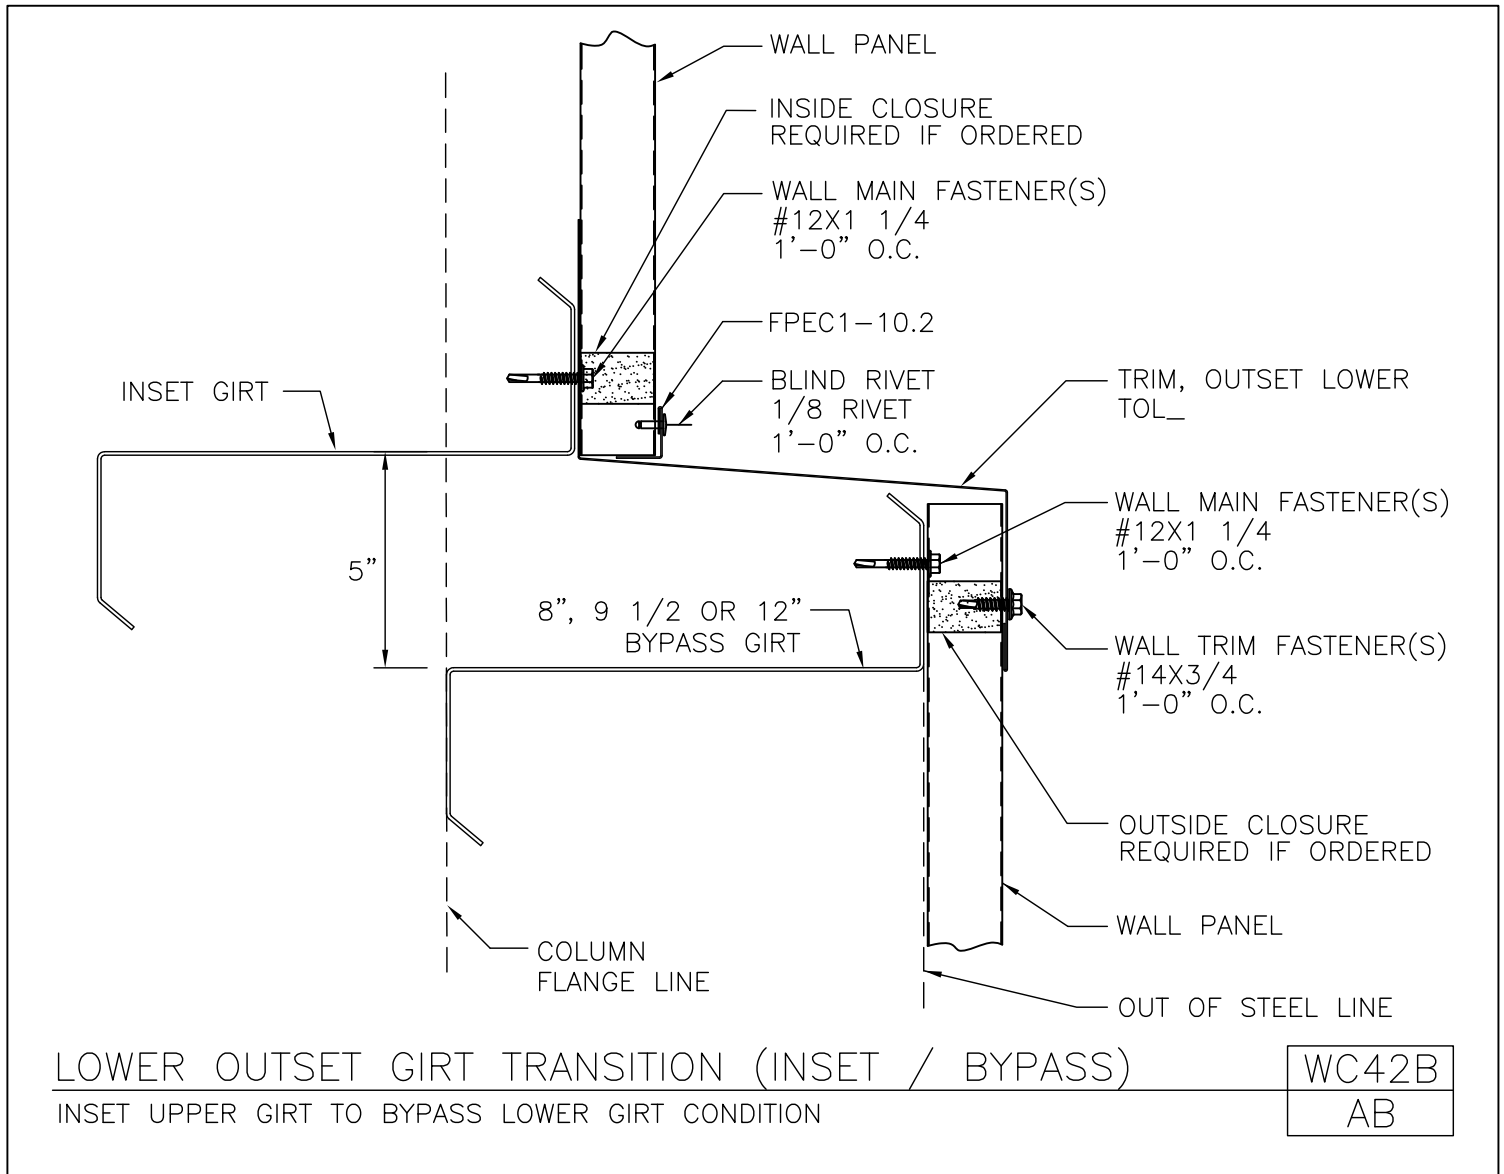 WALL PANEL
INSIDE CLOSURE
REQUIRED IF ORDERED
WALL MAIN FASTENER(S)
#12X1 1/4
1'-0" O.C.
FPEC1-10.2
BLIND RIVET
1/8 RIVET
1'-0" O.C.
INSET GIRT
TRIM, OUTSET LOWER
TOL_
WALL MAIN FASTENER(S)
#12X1 1/4
1'-0" O.C.
5"
8", 9 1/2 OR 12"
BYPASS GIRT
WALL TRIM FASTENER(S)
#14X3/4
1'-0" O.C.
OUTSIDE CLOSURE
REQUIRED IF ORDERED
WALL PANEL
COLUMN
FLANGE LINE
OUT OF STEEL LINE
LOWER OUTSET GIRT TRANSITION (INSET / BYPASS)
INSET UPPER GIRT TO BYPASS LOWER GIRT CONDITION
WC42B
AB